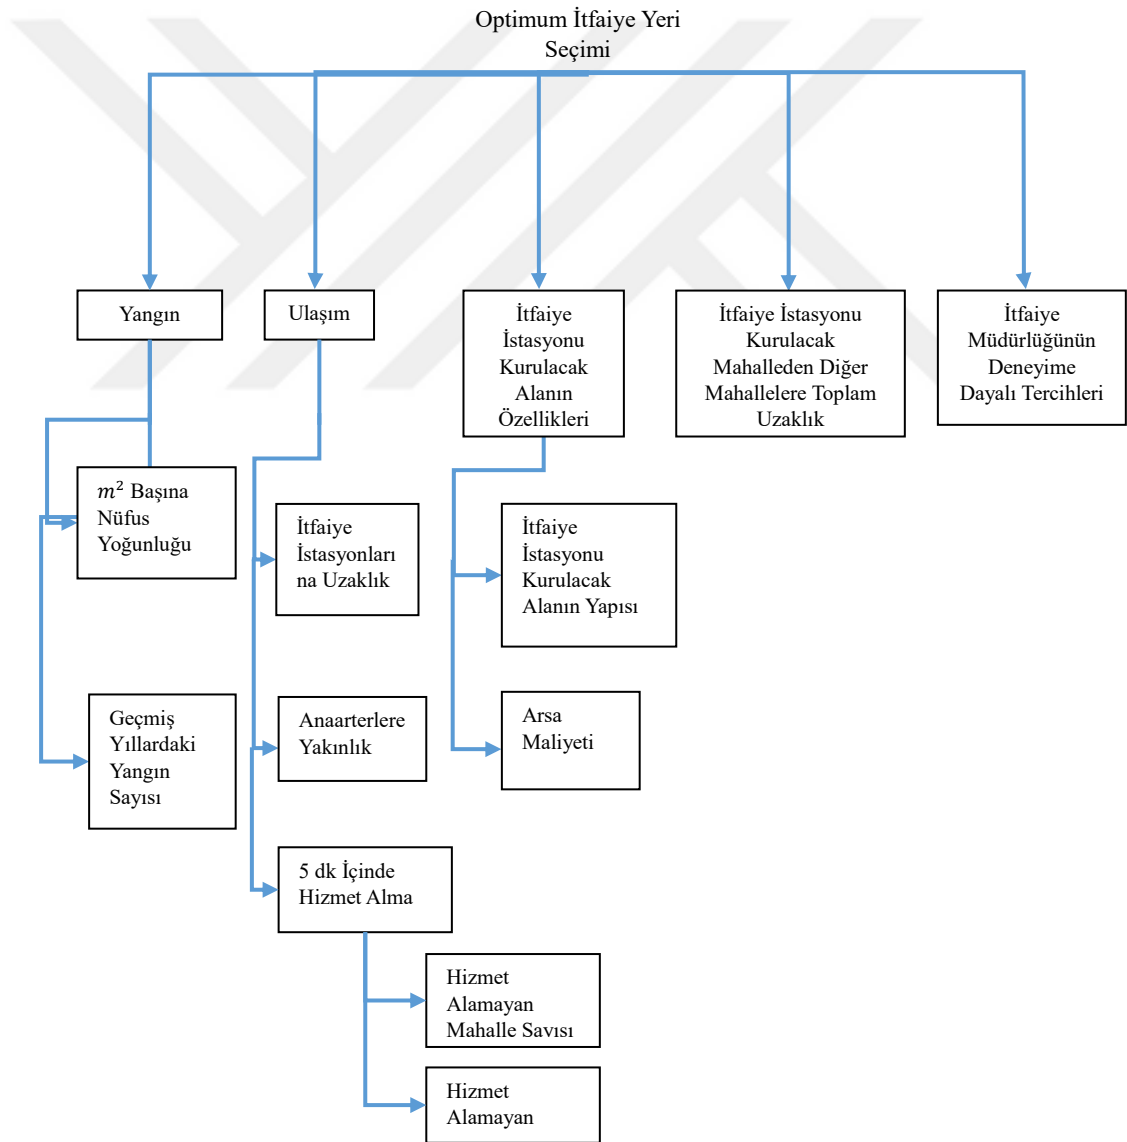 Optimum İtfaiye Yeri
Seçimi
Yangın
Ulaşım
İtfaiye
İstasyonu
Kurulacak
Alanın
Özellikleri
İtfaiye İstasyonu
Kurulacak
Mahalleden Diğer
Mahallelere Toplam
Uzaklık
İtfaiye
Müdürlüğünün
Deneyime
Dayalı Tercihleri
m² Başına
Nüfus
Yoğunluğu
İtfaiye
İstasyonları
na Uzaklık
İtfaiye
İstasyonu
Kurulacak
Alanın Yapısı
Geçmiş
Yıllardaki
Yangın
Sayısı
Anaarterlere
Yakınlık
Arsa
Maliyeti
5 dk İçinde
Hizmet Alma
Hizmet
Alamayan
Mahalle Sayısı
Hizmet
Alamayan